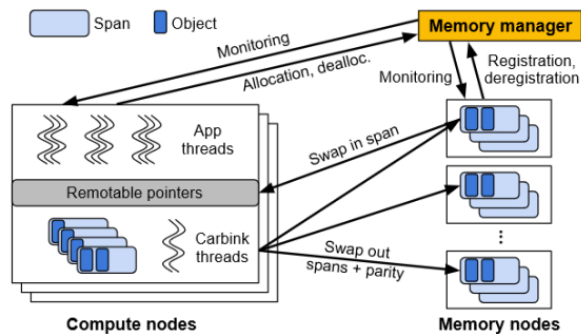 Span
Object
Memory manager
Monitoring
Allocation, dealloc.
Monitoring
Registration,
deregistration
App
threads
Swap in span
Remotable pointers
Carbink
threads
Swap out
spans + parity
...
Compute nodes
Memory nodes